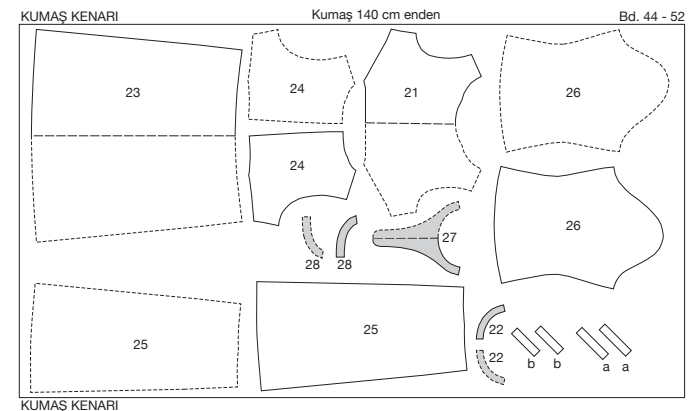 KUMAŞ KENARI Kumaş 140 cm enden Bd. 44 - 52
23 24 21 26
24
26
27
28 28
25 25 22
22
b b a a
KUMAŞ KENARI